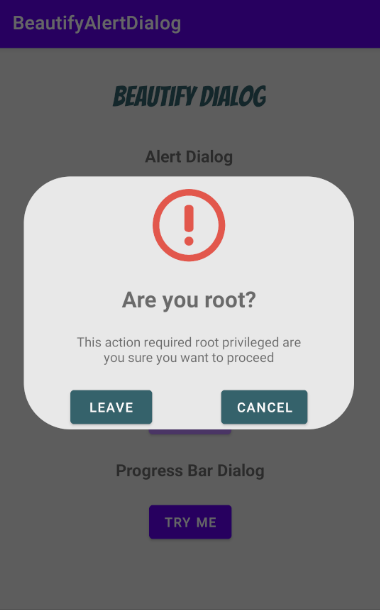 BeautifyAlertDialog
BEAUTIFY DIALOG
Alert Dialog
Are you root?
This action required root privileged are
you sure you want to proceed
LEAVE
CANCEL
Progress Bar Dialog
TRY ME